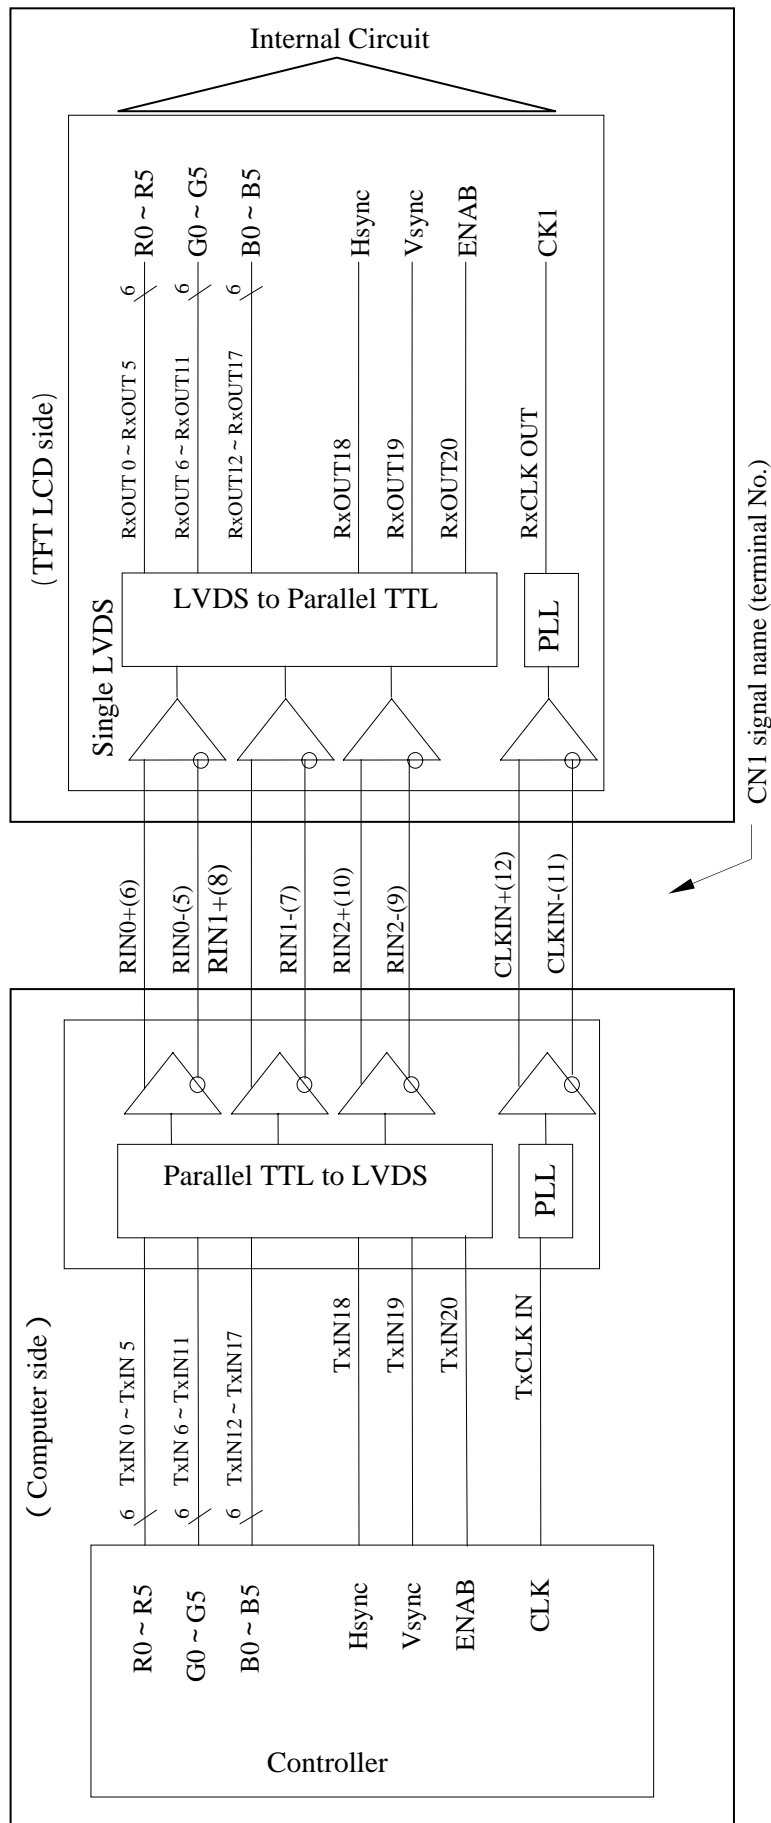 Internal Circuit
R0 ~ R5
G0 ~ G5
B0 ~ B5
Hsync
Vsync
ENAB
CK1
6
6
6
(TFT LCD side)
RxOUT 0 ~ RxOUT 5
RxOUT 6 ~ RxOUT11
RxOUT12 ~ RxOUT17
RxOUT18
RxOUT19
RxOUT20
RxCLK OUT
Single LVDS
LVDS to Parallel TTL
PLL
CN1 signal name (terminal No.)
RIN0+(6)
RIN0-(5)
RIN1+(8)
RIN1-(7)
RIN2+(10)
RIN2-(9)
CLKIN+(12)
CLKIN-(11)
Parallel TTL to LVDS
PLL
( Computer side )
TxIN 0 ~ TxIN 5
TxIN 6 ~ TxIN11
TxIN12 ~ TxIN17
TxIN18
TxIN19
TxIN20
TxCLK IN
6
6
6
R0 ~ R5
G0 ~ G5
B0 ~ B5
Hsync
Vsync
ENAB
CLK
Controller